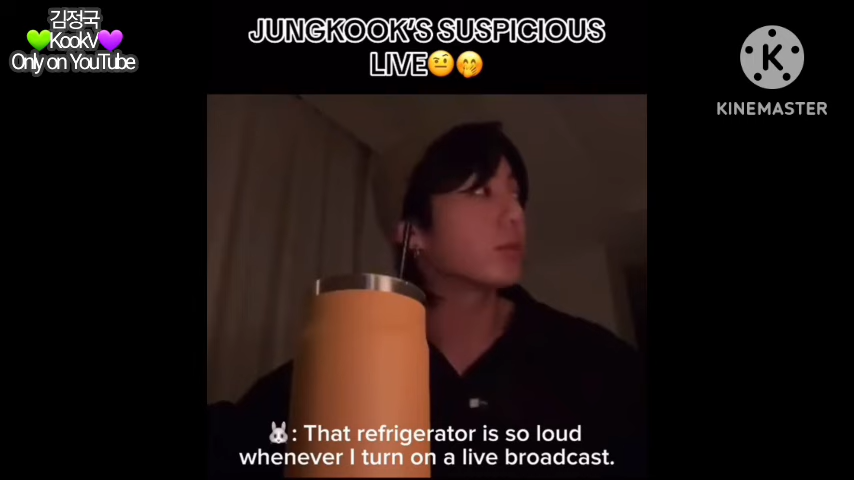 김정국
💚KookV💜
Only on YouTube
JUNGKOOK'S SUSPICIOUS
LIVE🤨🤭
K
KINEMASTER
🐰: That refrigerator is so loud
whenever I turn on a live broadcast.